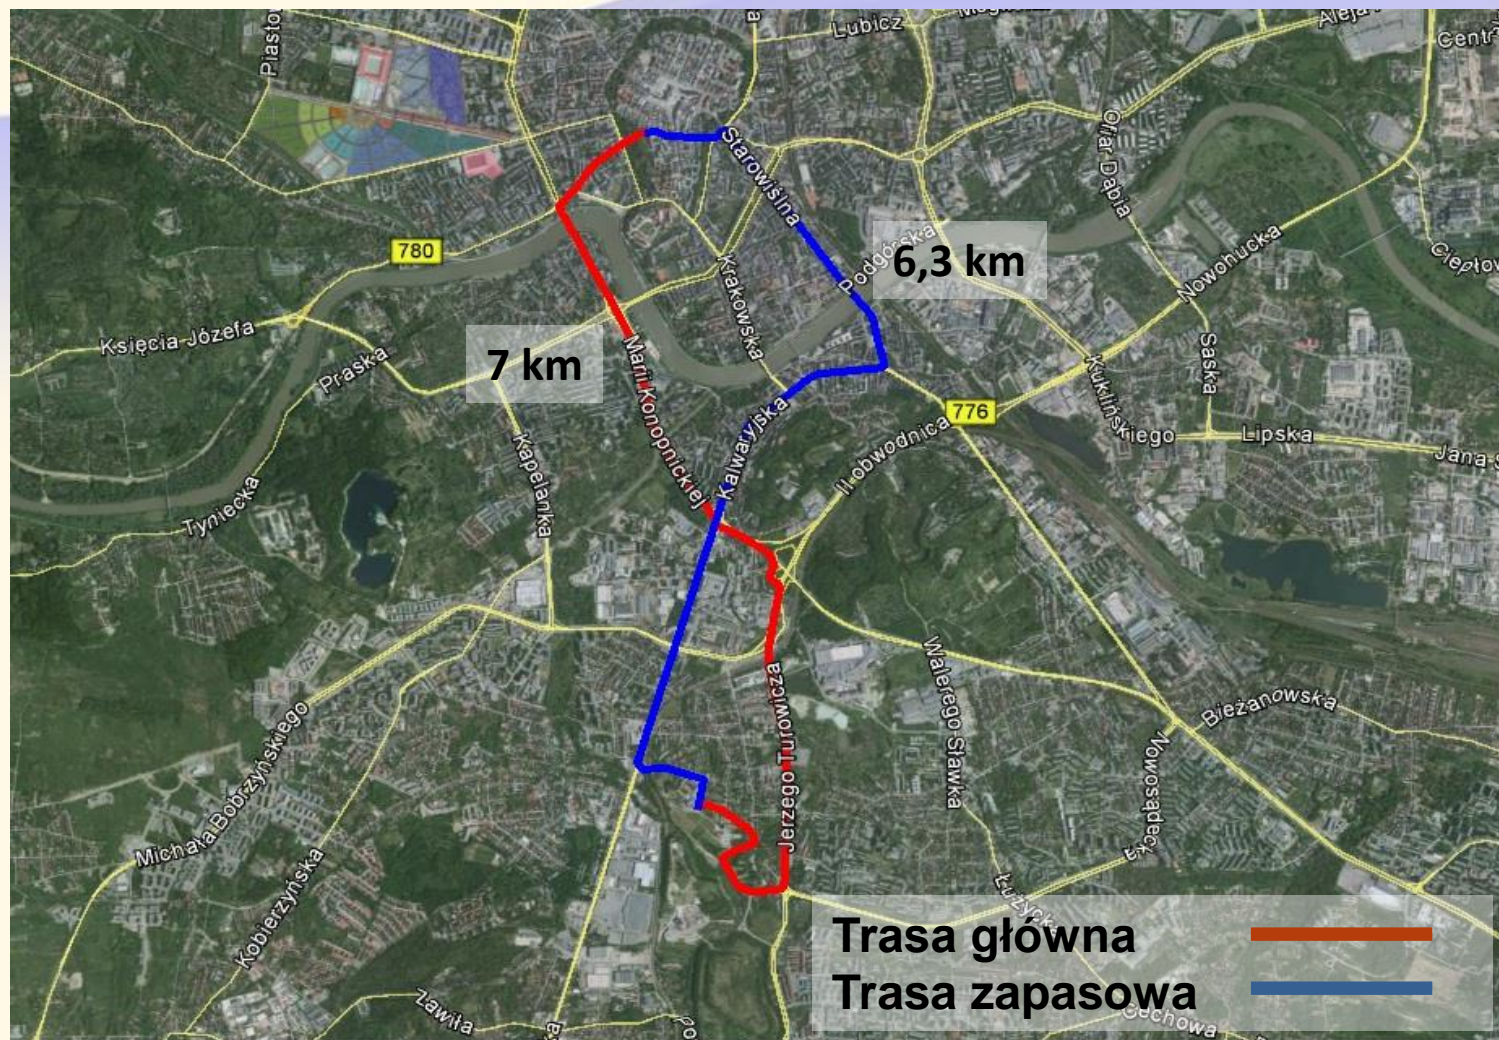 Piasto
Lubicz
Aleja
Centr
Ofiar Dąbia
Starowiślna
780
Podgórska
6,3 km
Nowohucka
Ciepłow
Księcia Józefa
Praska
Krakowska
7 km
Marii Konopnickiej
Saska
Kuklińskiego
776
Lipska
Jana S
Kalwaryjska
II obwodnica
Kapelanka
Tyniecka
Walerego Sławka
Bieżanowska
Jerzego Turowicza
Nowosądecka
Michała Bobrzyńskiego
Kobierzyńska
Łużycka
Trasa główna
Trasa zapasowa
Zawiła
Cochowa